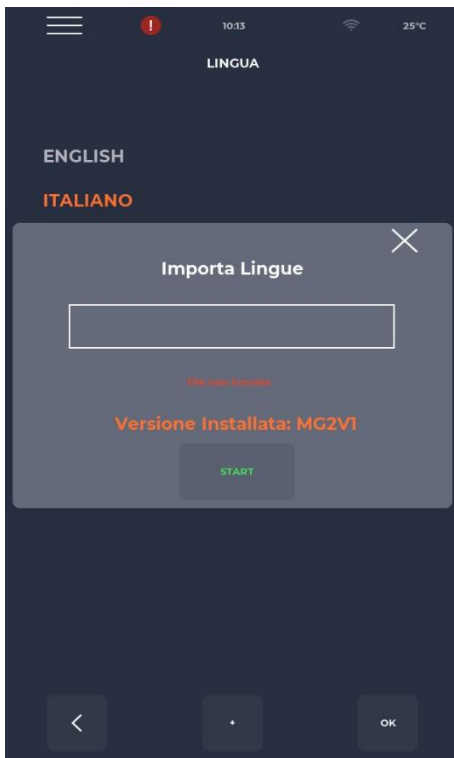 ! 10:13 25°C
LINGUA
ENGLISH
ITALIANO
Importa Lingue
File non trovato
Versione Installata: MG2V1
START
+ OK